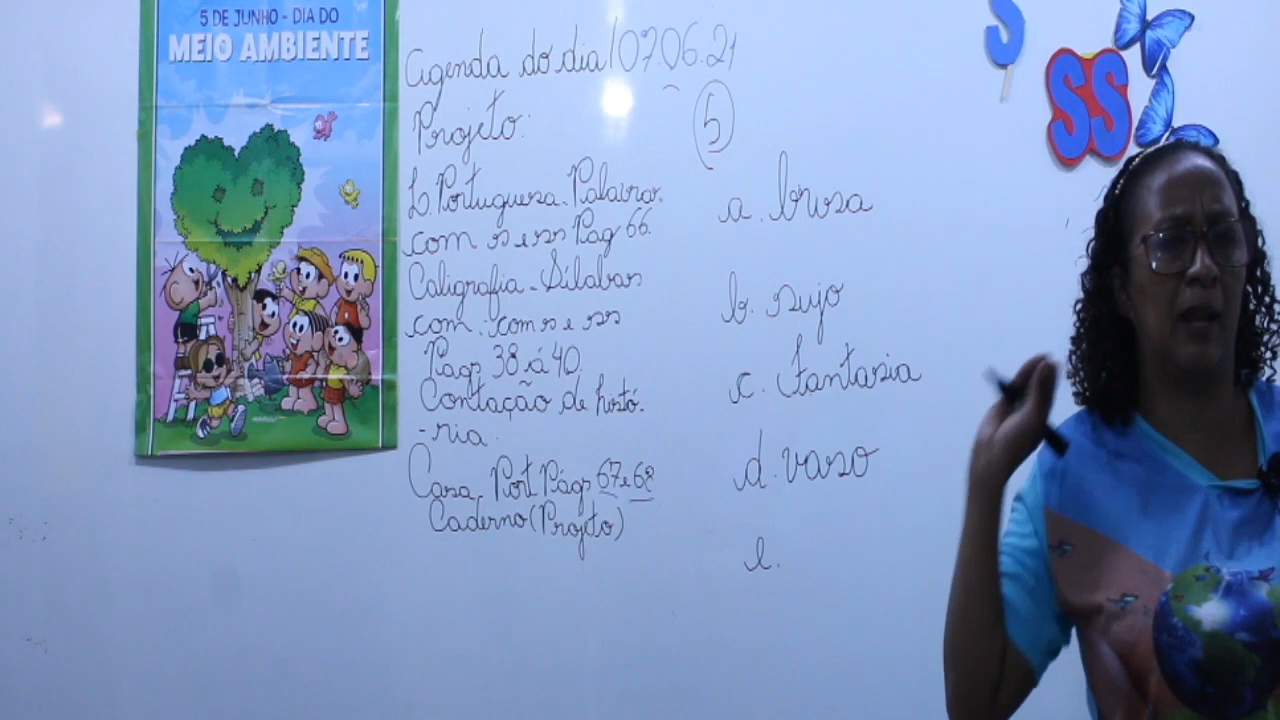 5 DE JUNHO - DIA DO
MEIO AMBIENTE
Agenda do dia 07.06.21
Projeto:
L. Portuguesa. Palavras.
com s e ss Pág 66.
Caligrafia - Sílabas
com. com s e ss
Págs 38 á 40.
Contação de histó.
-ria.
Casa. Port Págs 67 e 68
Caderno (Projeto)
5
a. brusa
b. sujo
c. fantasia
d. vaso
e.
S
SS